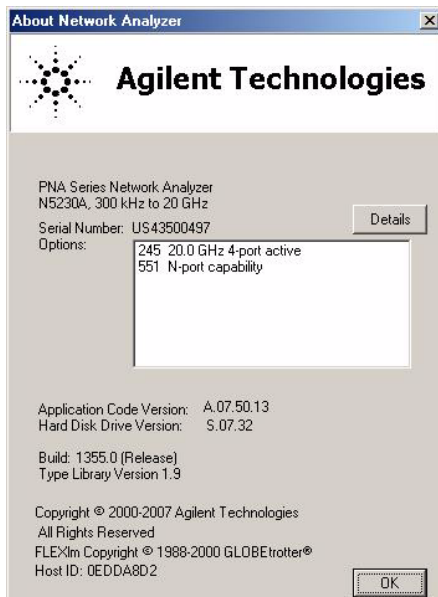 About Network Analyzer
Agilent Technologies
PNA Series Network Analyzer
N5230A, 300 kHz to 20 GHz
Serial Number: US43500497
Details
Options:
245 20.0 GHz 4-port active
551 N-port capability
Application Code Version: A.07.50.13
Hard Disk Drive Version: S.07.32
Build: 1355.0 (Release)
Type Library Version 1.9
Copyright © 2000-2007 Agilent Technologies
All Rights Reserved
FLEXlm Copyright © 1988-2000 GLOBEtrotter®
Host ID: 0EDDA8D2
OK